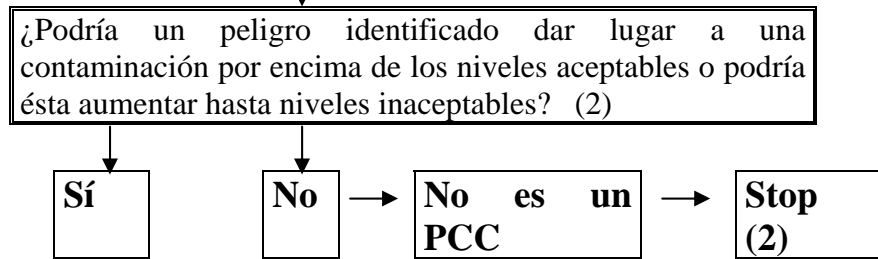 ¿Podría un peligro identificado dar lugar a una
contaminación por encima de los niveles aceptables o podría
ésta aumentar hasta niveles inaceptables? (2)
Sí
No
No es un
PCC
Stop
(2)